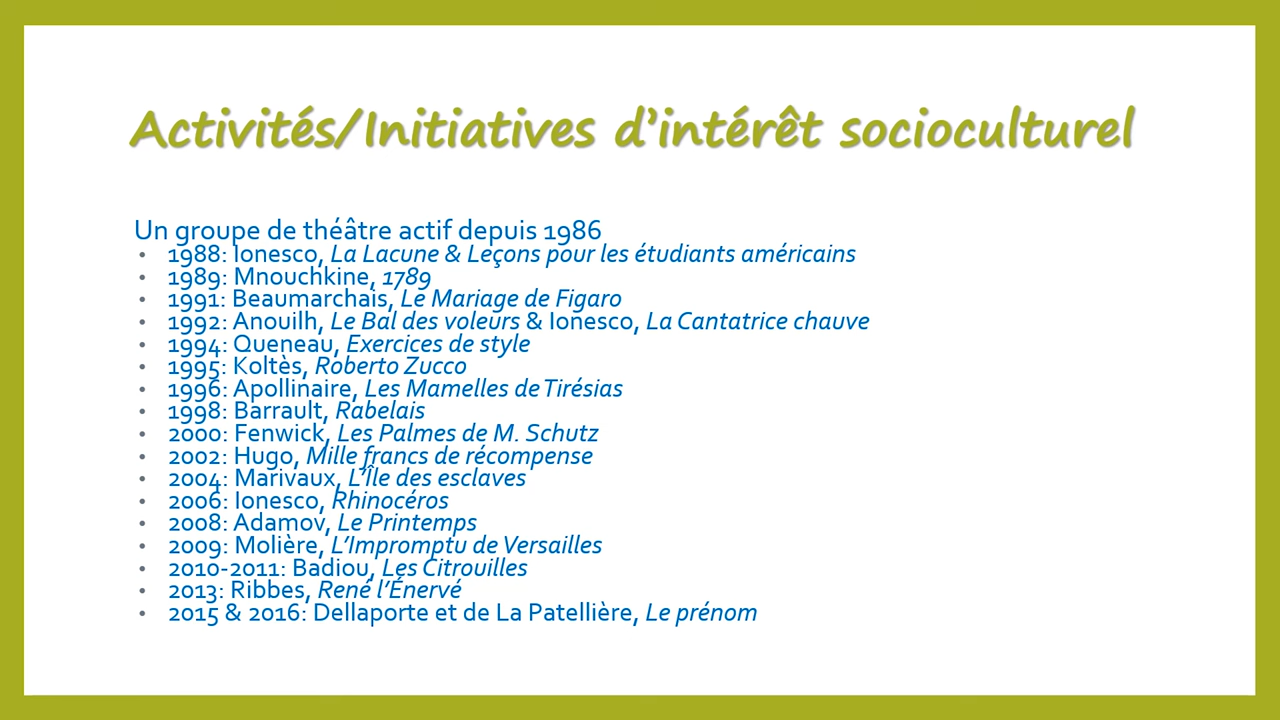 Activités/Initiatives d’intérêt socioculturel
Un groupe de théâtre actif depuis 1986
• 1988: Ionesco, La Lacune & Leçons pour les étudiants américains
• 1989: Mnouchkine, 1789
• 1991: Beaumarchais, Le Mariage de Figaro
• 1992: Anouilh, Le Bal des voleurs & Ionesco, La Cantatrice chauve
• 1994: Queneau, Exercices de style
• 1995: Koltès, Roberto Zucco
• 1996: Apollinaire, Les Mamelles de Tirésias
• 1998: Barrault, Rabelais
• 2000: Fenwick, Les Palmes de M. Schutz
• 2002: Hugo, Mille francs de récompense
• 2004: Marivaux, L’Île des esclaves
• 2006: Ionesco, Rhinocéros
• 2008: Adamov, Le Printemps
• 2009: Molière, L’Impromptu de Versailles
• 2010-2011: Badiou, Les Citrouilles
• 2013: Ribbes, René l’Énervé
• 2015 & 2016: Dellaporte et de La Patellière, Le prénom